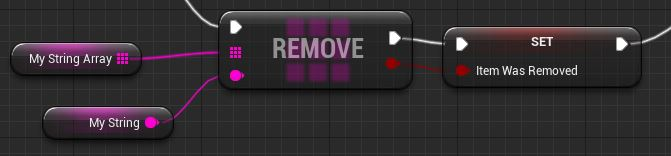 My String Array
REMOVE
SET
Item Was Removed
My String